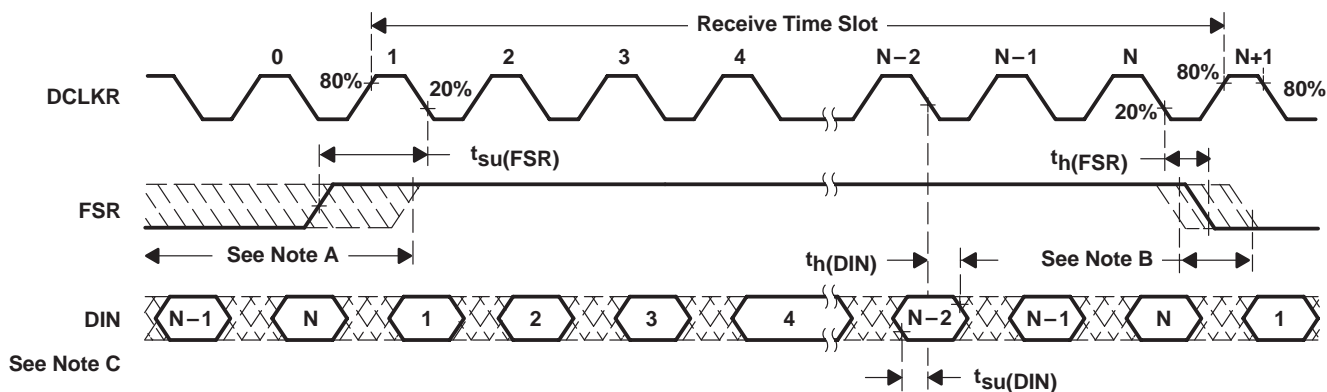 Receive Time Slot
0 1 2 3 4 N–2 N–1 N N+1
80% 20% 80% 80%
DCLKR
20%
tsu(FSR) th(FSR)
FSR
See Note A th(DIN) See Note B
DIN N–1 N 1 2 3 4 N–2 N–1 N 1
See Note C
tsu(DIN)